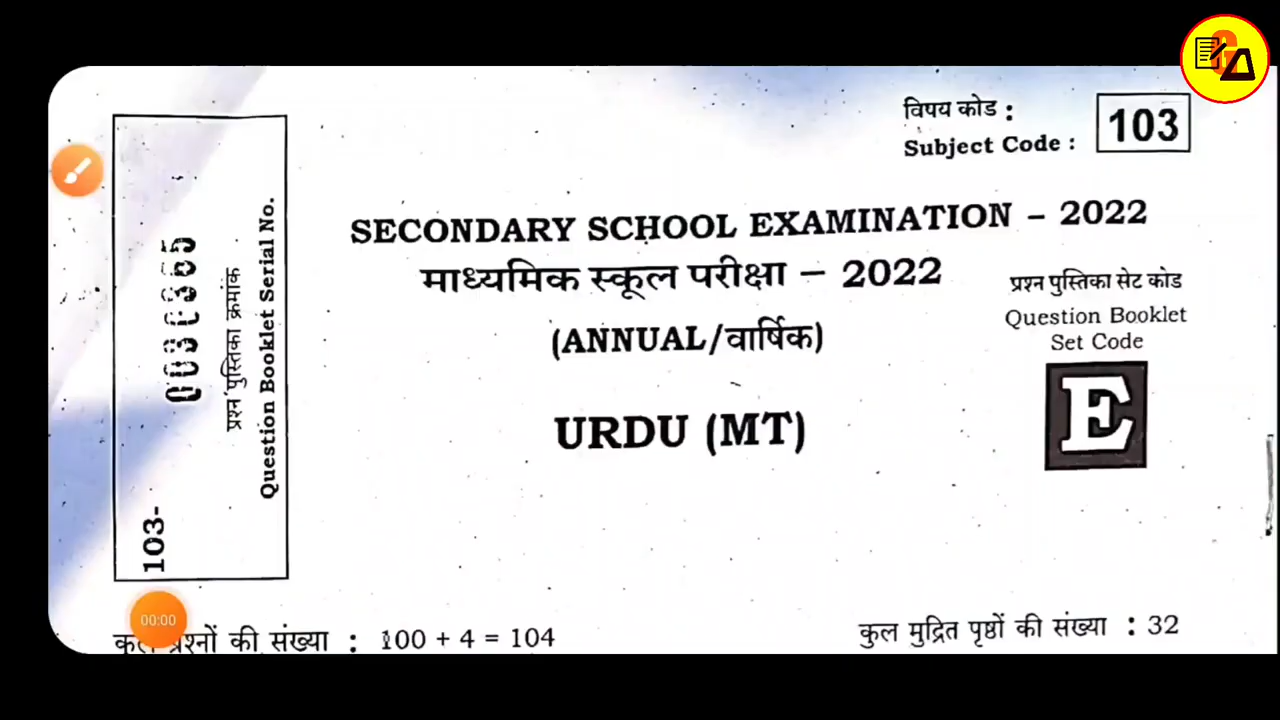 विषय कोड :
Subject Code :
103
SECONDARY SCHOOL EXAMINATION – 2022
माध्यमिक स्कूल परीक्षा – 2022
(ANNUAL/वार्षिक)
URDU (MT)
प्रश्न पुस्तिका सेट कोड
Question Booklet
Set Code
E
103-
प्रश्न पुस्तिका क्रमांक
Question Booklet Serial No.
00:00
कुल प्रश्नों की संख्या : 100 + 4 = 104
कुल मुद्रित पृष्ठों की संख्या : 32